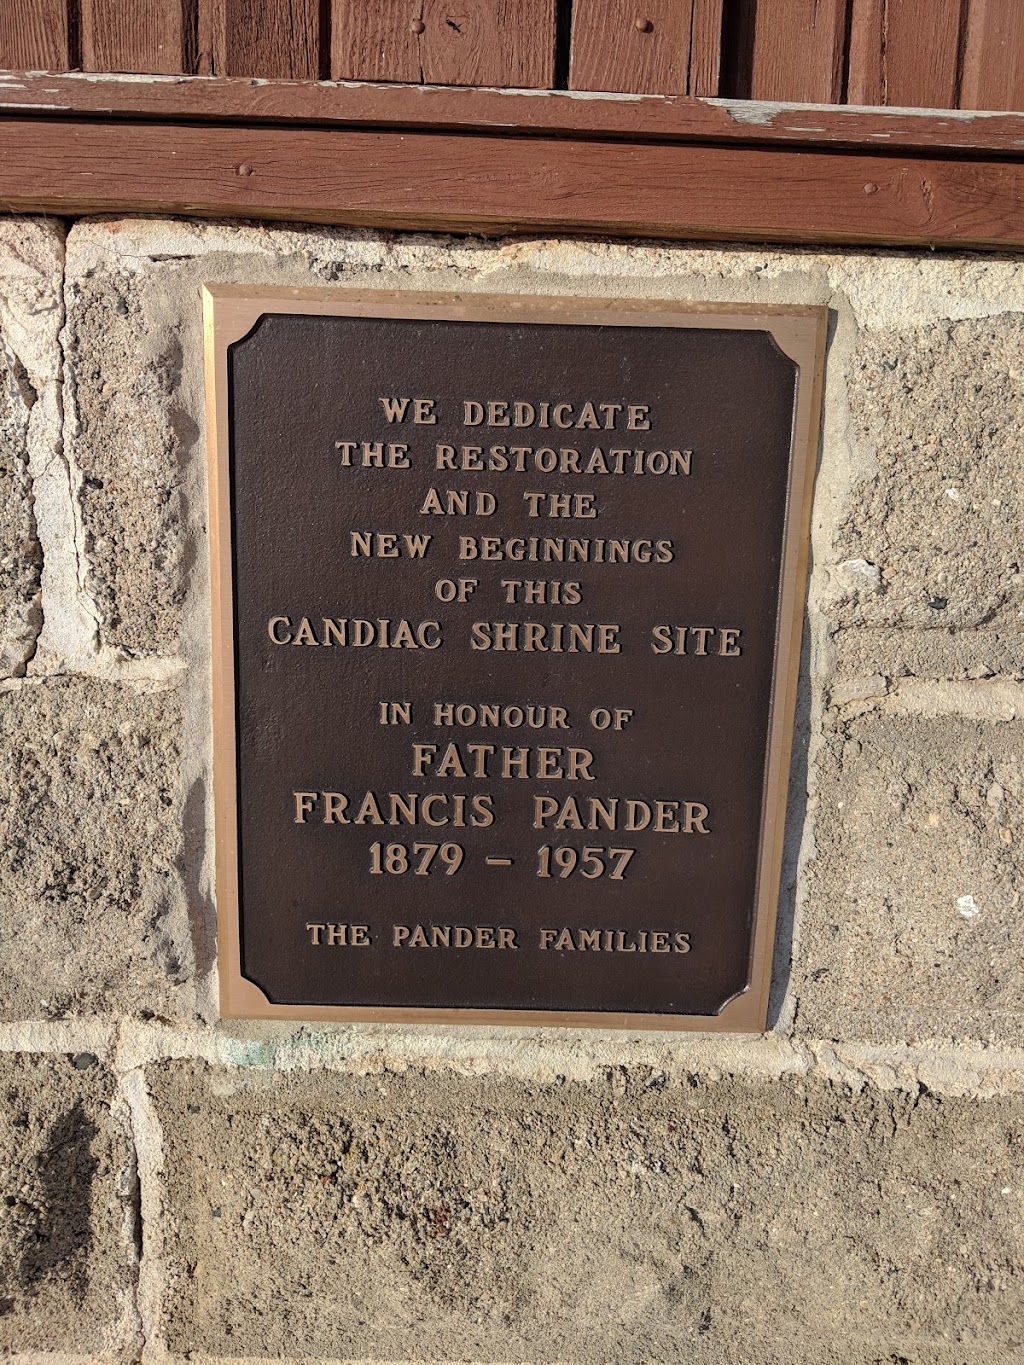 WE DEDICATE
THE RESTORATION
AND THE
NEW BEGINNINGS
OF THIS
CANDIAC SHRINE SITE
IN HONOUR OF
FATHER
FRANCIS PANDER
1879 – 1957
THE PANDER FAMILIES